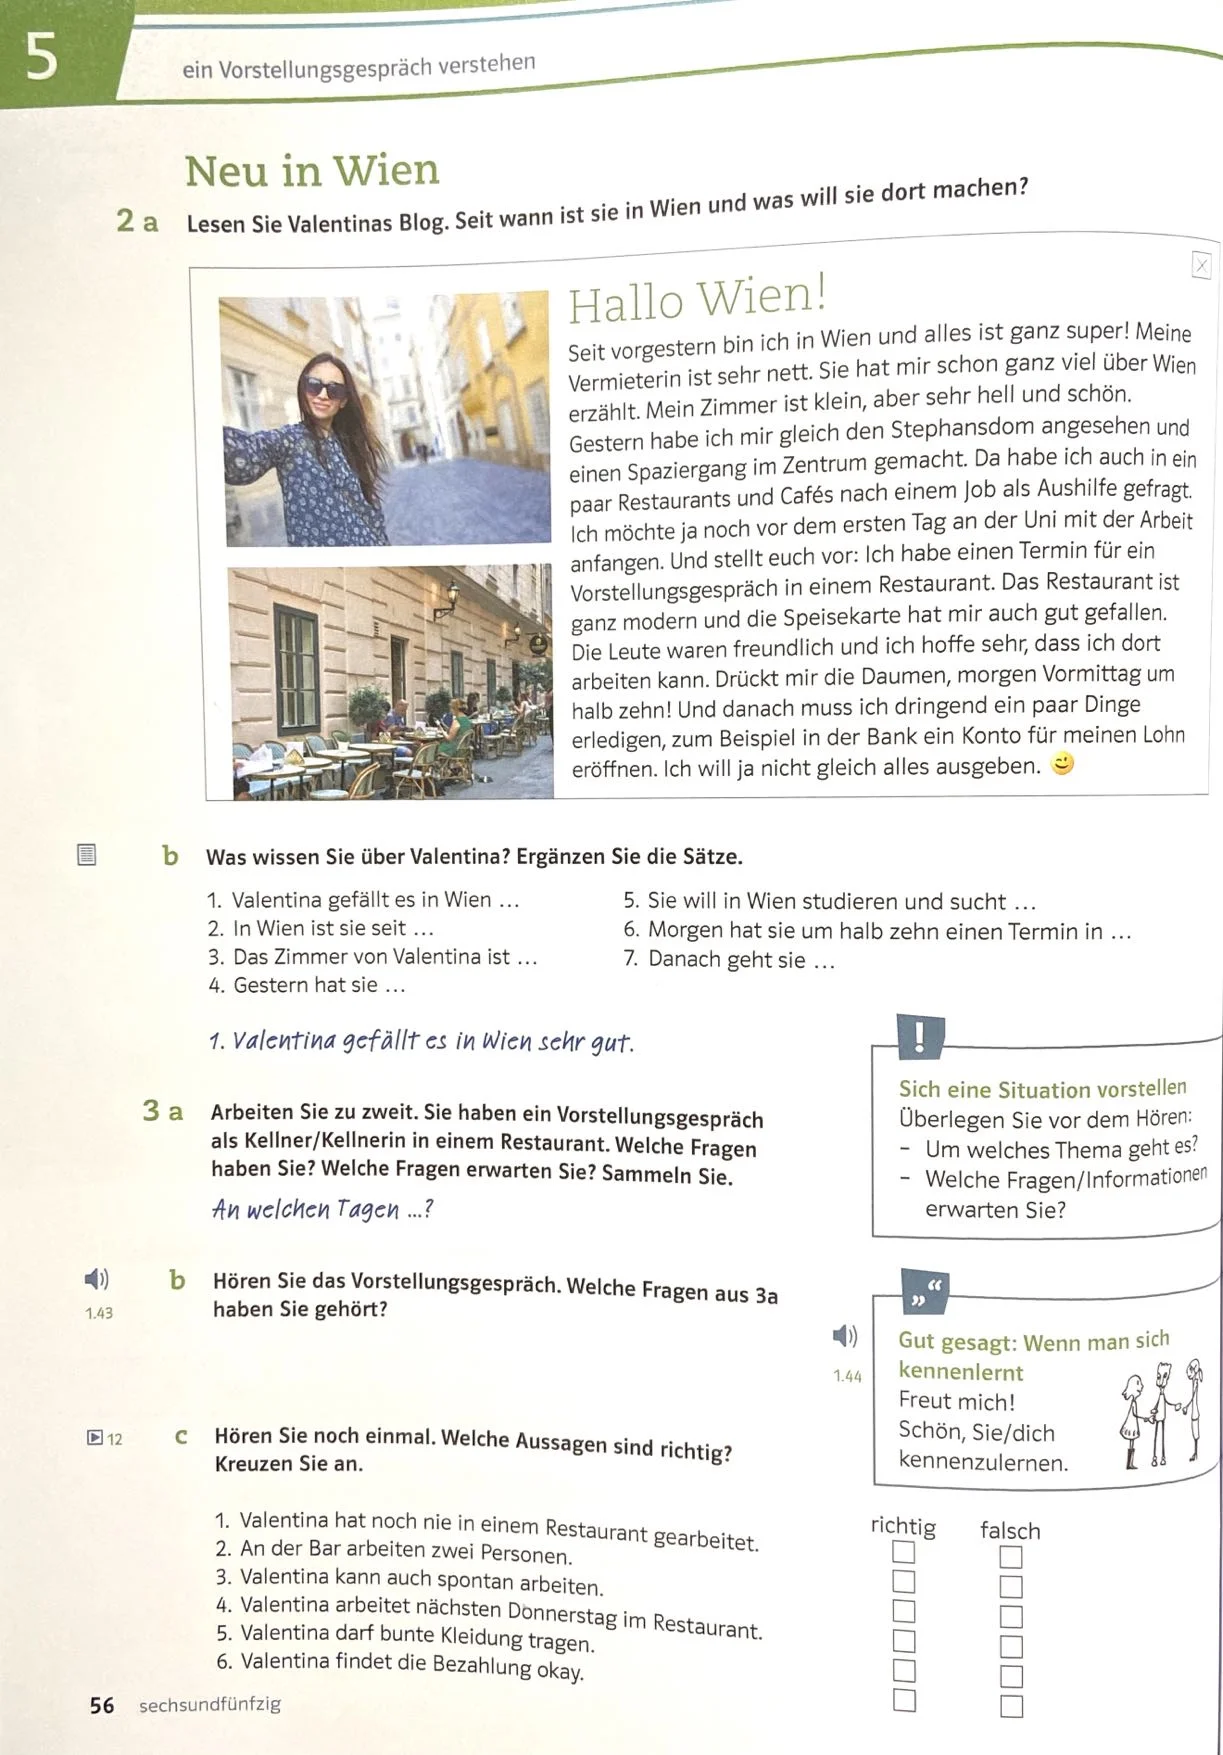 5
ein Vorstellungsgespräch verstehen
Neu in Wien
2 a Lesen Sie Valentinas Blog. Seit wann ist sie in Wien und was will sie dort machen?
Hallo Wien!
Seit vorgestern bin ich in Wien und alles ist ganz super! Meine
Vermieterin ist sehr nett. Sie hat mir schon ganz viel über Wien
erzählt. Mein Zimmer ist klein, aber sehr hell und schön.
Gestern habe ich mir gleich den Stephansdom angesehen und
einen Spaziergang im Zentrum gemacht. Da habe ich auch in ein
paar Restaurants und Cafés nach einem Job als Aushilfe gefragt.
Ich möchte ja noch vor dem ersten Tag an der Uni mit der Arbeit
anfangen. Und stellt euch vor: Ich habe einen Termin für ein
Vorstellungsgespräch in einem Restaurant. Das Restaurant ist
ganz modern und die Speisekarte hat mir auch gut gefallen.
Die Leute waren freundlich und ich hoffe sehr, dass ich dort
arbeiten kann. Drückt mir die Daumen, morgen Vormittag um
halb zehn! Und danach muss ich dringend ein paar Dinge
erledigen, zum Beispiel in der Bank ein Konto für meinen Lohn
eröffnen. Ich will ja nicht gleich alles ausgeben. 😉
b Was wissen Sie über Valentina? Ergänzen Sie die Sätze.
1. Valentina gefällt es in Wien ...
2. In Wien ist sie seit ...
3. Das Zimmer von Valentina ist ...
4. Gestern hat sie ...
5. Sie will in Wien studieren und sucht ...
6. Morgen hat sie um halb zehn einen Termin in ...
7. Danach geht sie ...
1. Valentina gefällt es in Wien sehr gut.
3 a Arbeiten Sie zu zweit. Sie haben ein Vorstellungsgespräch
als Kellner/Kellnerin in einem Restaurant. Welche Fragen
haben Sie? Welche Fragen erwarten Sie? Sammeln Sie.
An welchen Tagen ...?
!
Sich eine Situation vorstellen
Überlegen Sie vor dem Hören:
– Um welches Thema geht es?
– Welche Fragen/Informationen
erwarten Sie?
1.43
b Hören Sie das Vorstellungsgespräch. Welche Fragen aus 3a
haben Sie gehört?
„ “
1.44
Gut gesagt: Wenn man sich
kennenlernt
Freut mich!
Schön, Sie/dich
kennenzulernen.
12
c Hören Sie noch einmal. Welche Aussagen sind richtig?
Kreuzen Sie an.
richtig falsch
1. Valentina hat noch nie in einem Restaurant gearbeitet.
2. An der Bar arbeiten zwei Personen.
3. Valentina kann auch spontan arbeiten.
4. Valentina arbeitet nächsten Donnerstag im Restaurant.
5. Valentina darf bunte Kleidung tragen.
6. Valentina findet die Bezahlung okay.
56 sechsundfünfzig